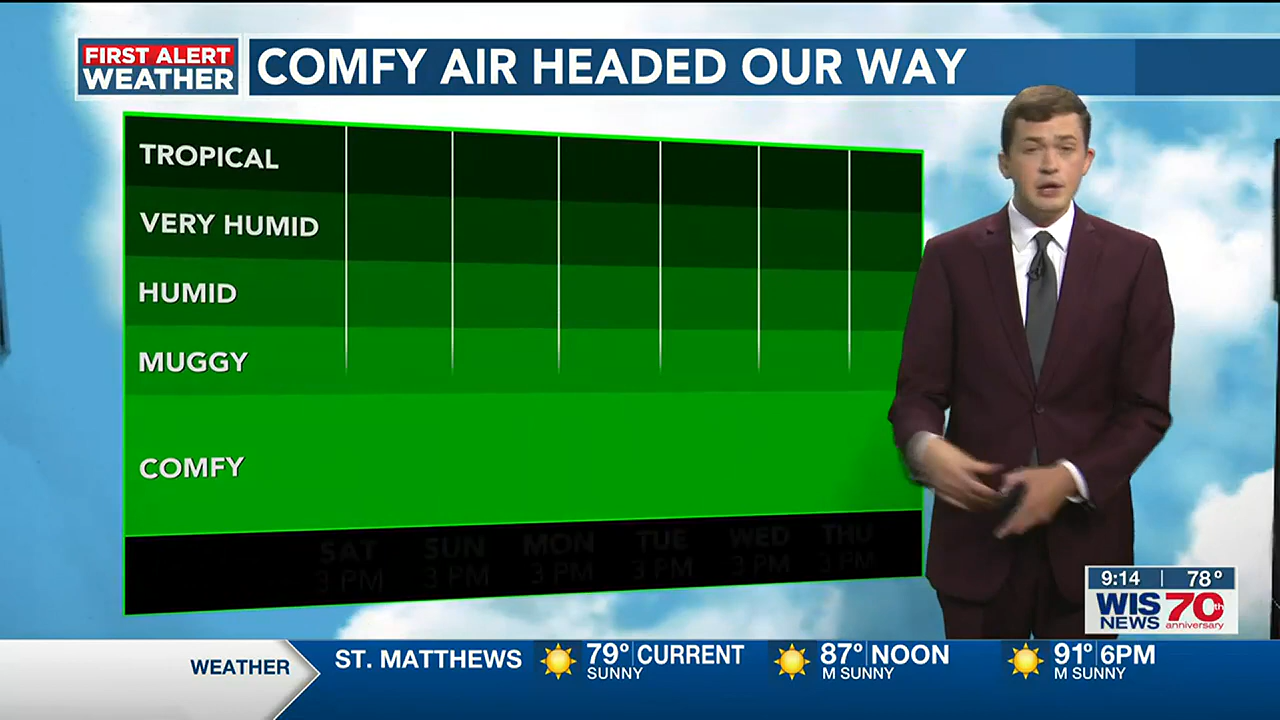 FIRST ALERT
WEATHER
COMFY AIR HEADED OUR WAY
TROPICAL
VERY HUMID
HUMID
MUGGY
COMFY
SAT SUN MON TUE WED THU
3 PM 3 PM 3 PM 3 PM 3 PM 3 PM
9:14 | 78°
WIS 70th
NEWS anniversary
WEATHER
ST. MATTHEWS 79° CURRENT 87° NOON 91° 6PM
SUNNY M SUNNY M SUNNY